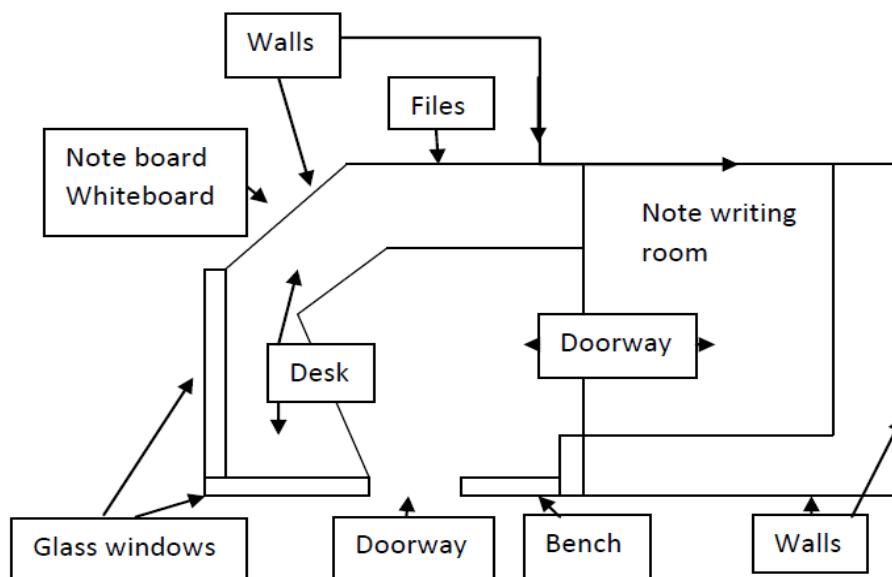 Walls
Files
Note board
Whiteboard
Note writing
room
Doorway
Desk
Glass windows
Doorway
Bench
Walls